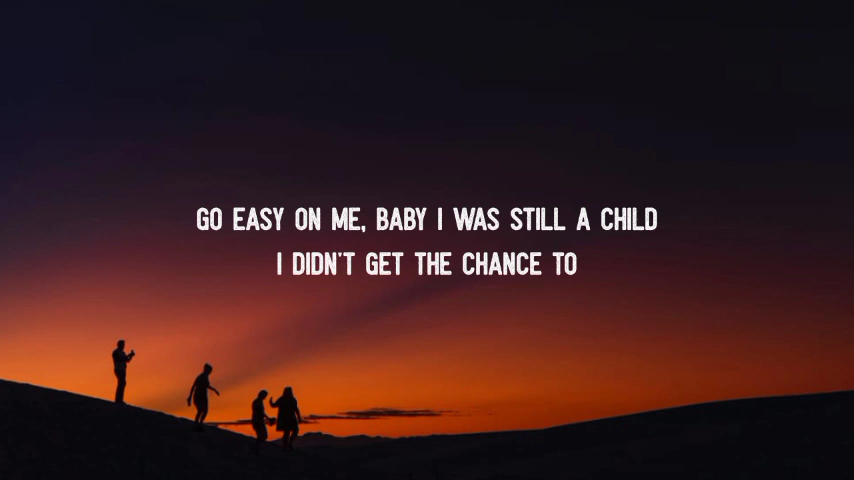 GO EASY ON ME, BABY I WAS STILL A CHILD
I DIDN'T GET THE CHANCE TO